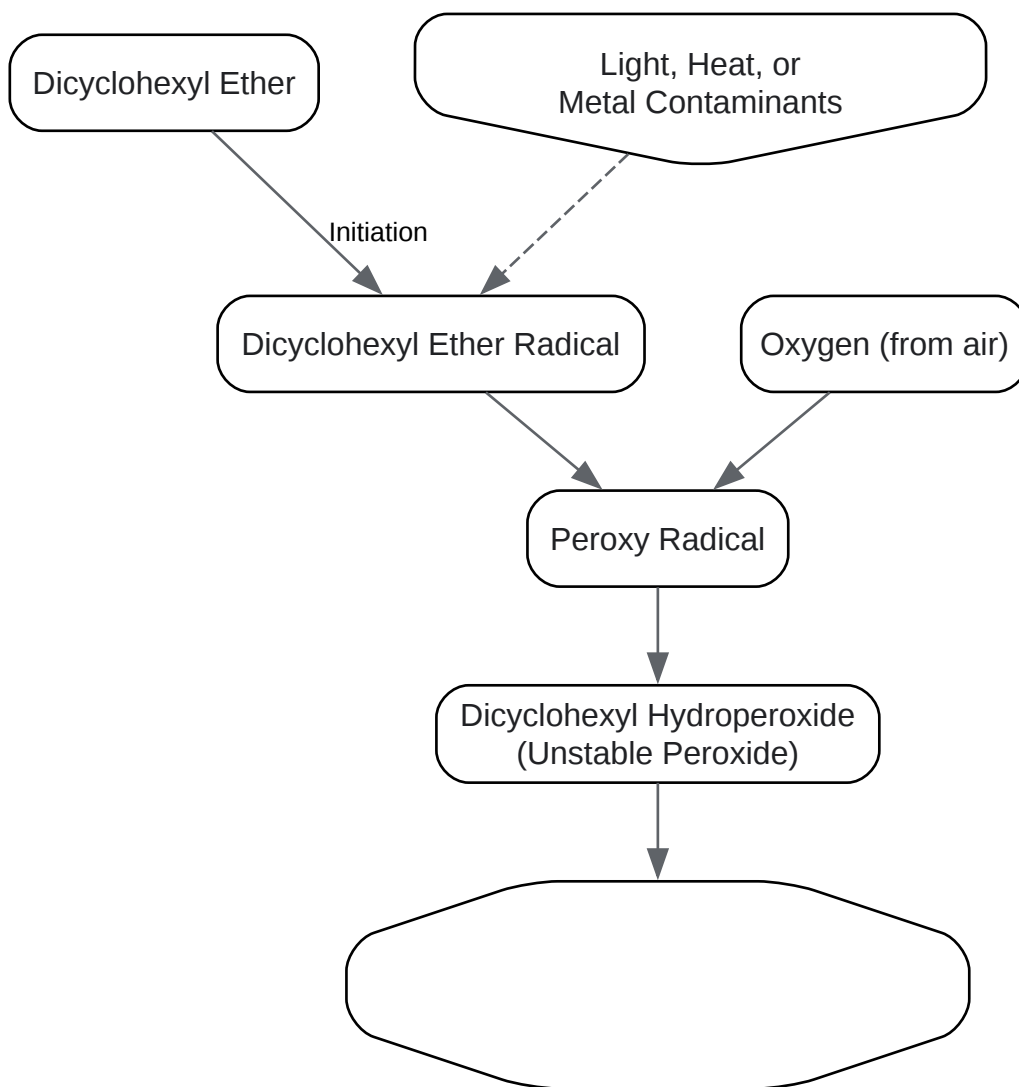 Dicyclohexyl Ether
Light, Heat, or
Metal Contaminants
Initiation
Dicyclohexyl Ether Radical
Oxygen (from air)
Peroxy Radical
Dicyclohexyl Hydroperoxide
(Unstable Peroxide)